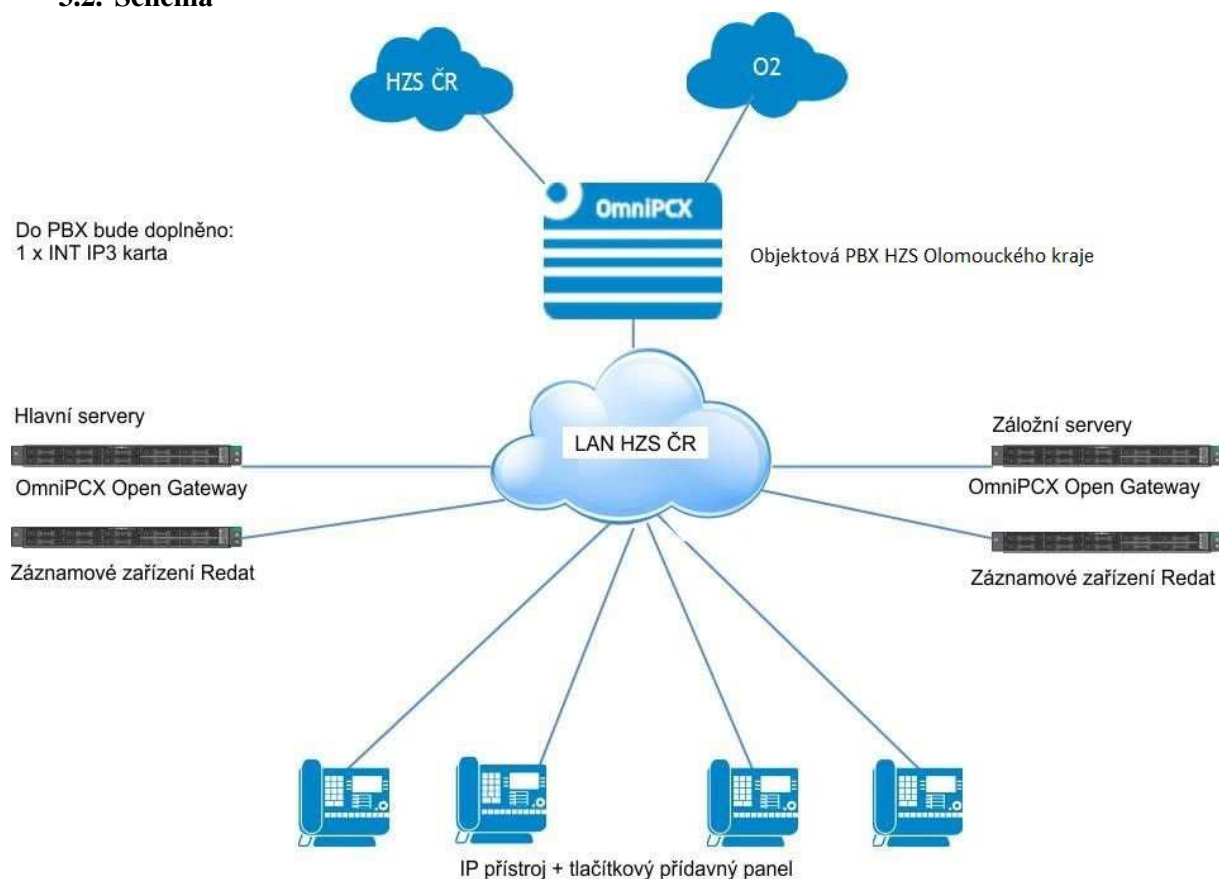 3.2. Schéma
HZS ČR
O2
OmniPCX
Do PBX bude doplněno:
1 x INT IP3 karta
Objektová PBX HZS Olomouckého kraje
Hlavní servery
OmniPCX Open Gateway
Záznamové zařízení Redat
LAN HZS ČR
Záložní servery
OmniPCX Open Gateway
Záznamové zařízení Redat
IP přístroj + tlačítkový přídavný panel